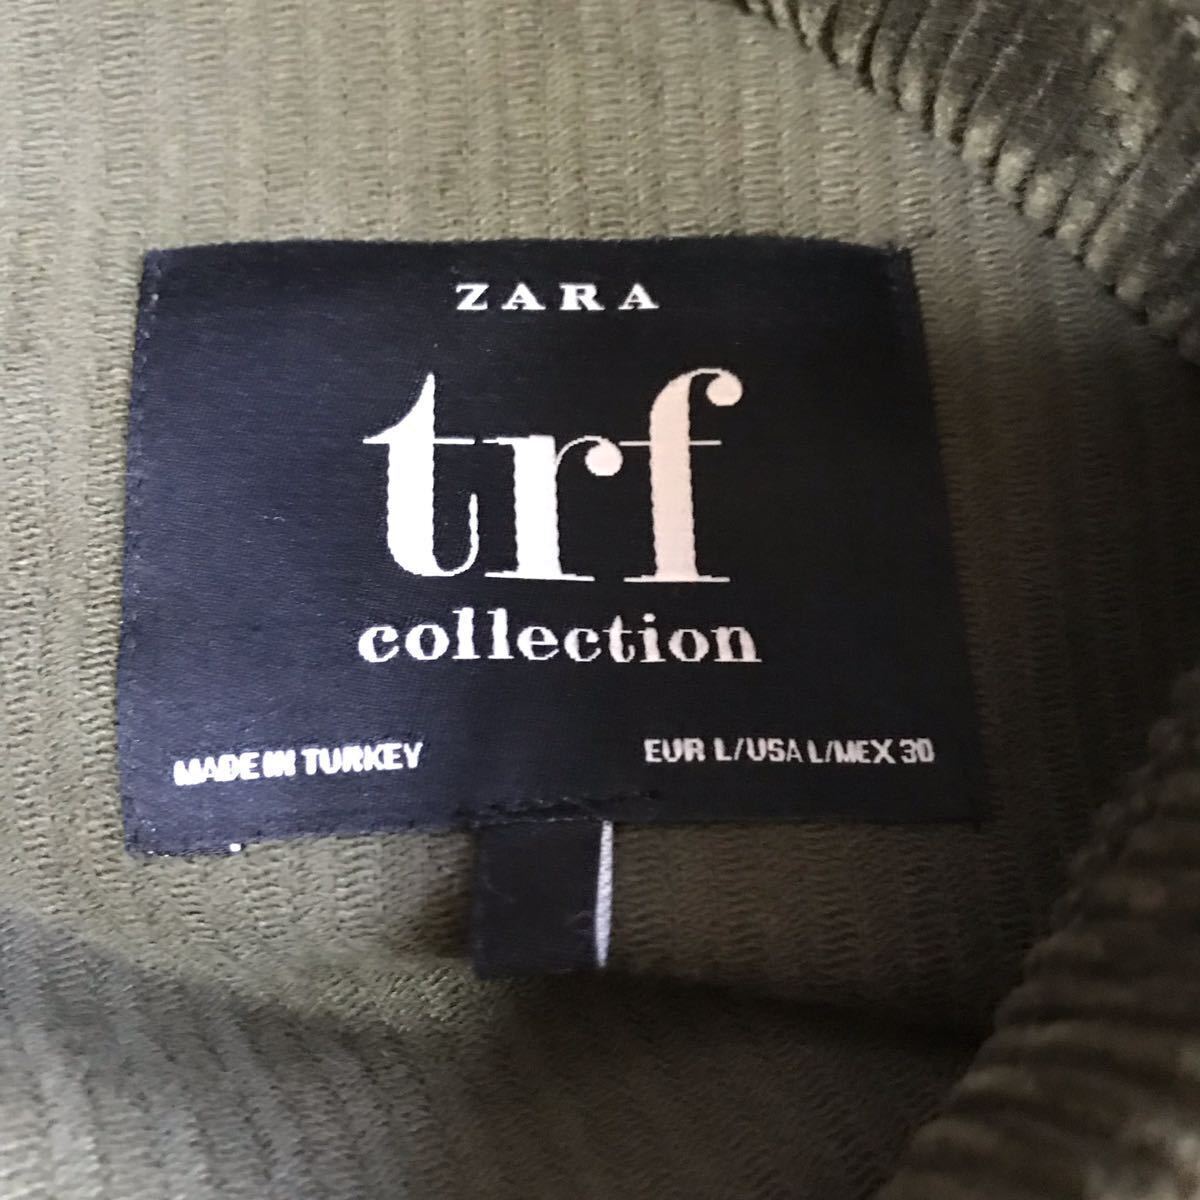 ZARA
trf
collection
MADE IN TURKEY
EUR L/USA L/MEX 30